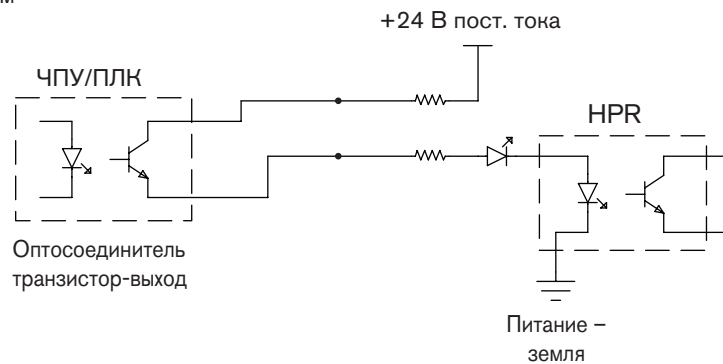 м
+24 В пост. тока
ЧПУ/ПЛК
HPR
Оптосоединитель
транзистор-выход
Питание –
земля